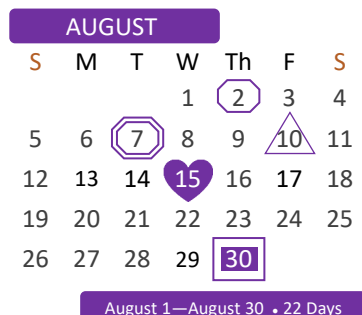 AUGUST
S M T W Th F S
1 2 3 4
5 6 7 8 9 10 11
12 13 14 15 16 17 18
19 20 21 22 23 24 25
26 27 28 29 30
August 1—August 30 • 22 Days